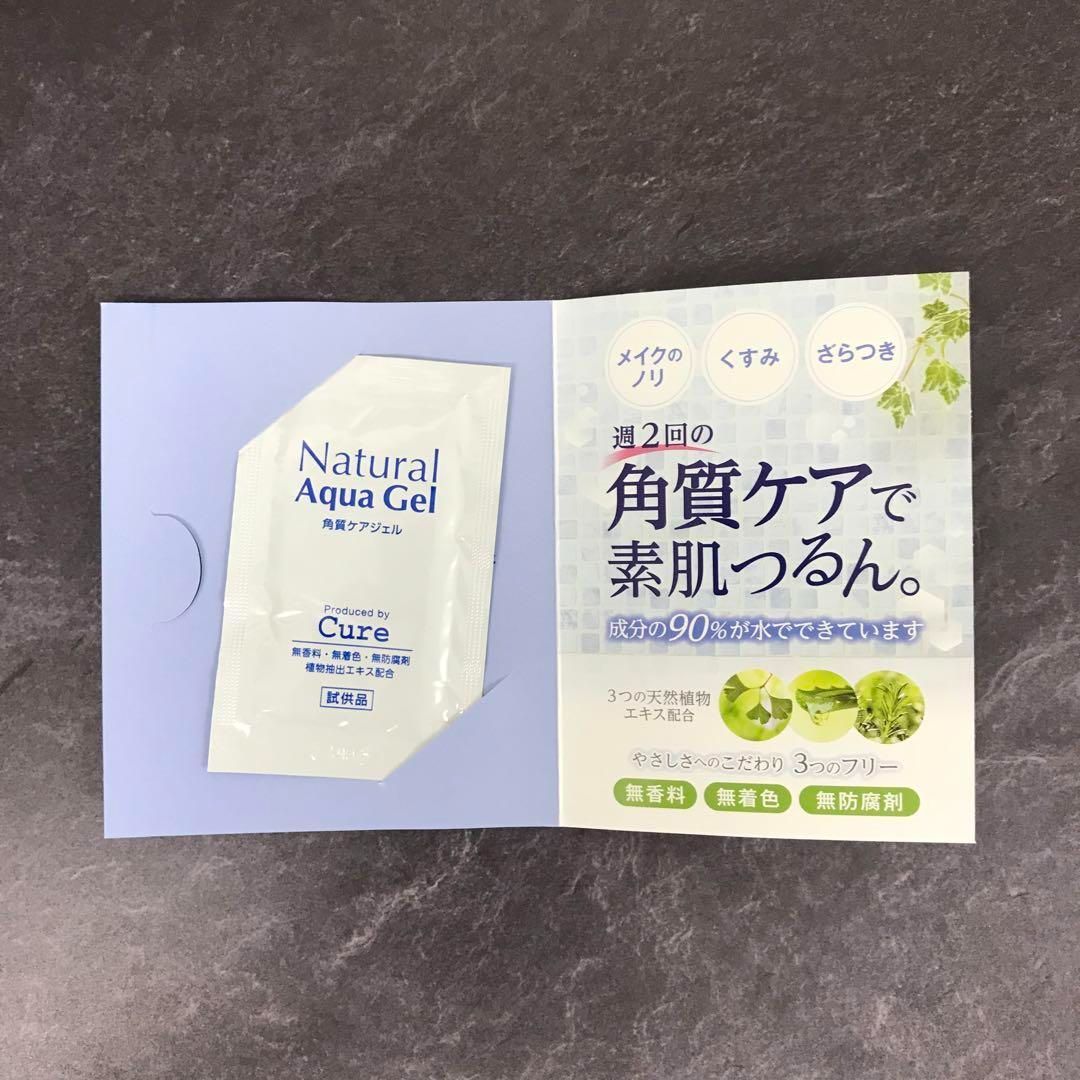 Natural
Aqua Gel
角質ケアジェル
Produced by
Cure
無香料・無着色・無防腐剤
植物抽出エキス配合
試供品
メイクの
ノリ
くすみ
ざらつき
週2回の
角質ケアで
素肌つるん。
成分の90%が水でできています
3つの天然植物
エキス配合
やさしさへのこだわり 3つのフリー
無香料 無着色 無防腐剤